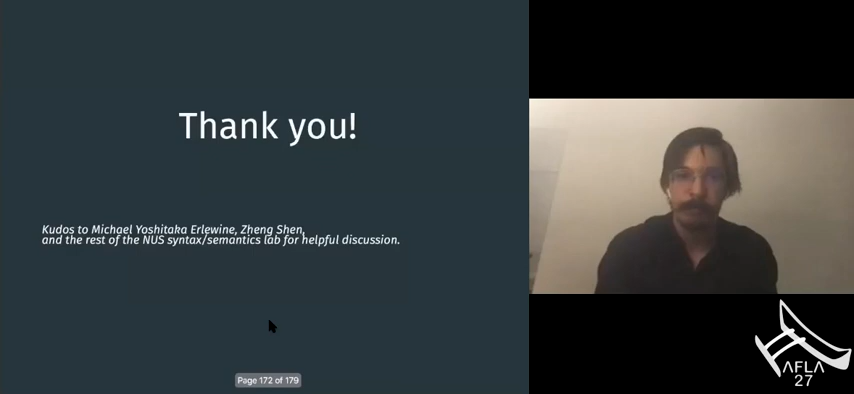 Thank you!
Kudos to Michael Yoshitaka Erlewine, Zheng Shen,
and the rest of the NUS syntax/semantics lab for helpful discussion.
Page 172 of 179
AFLA
27